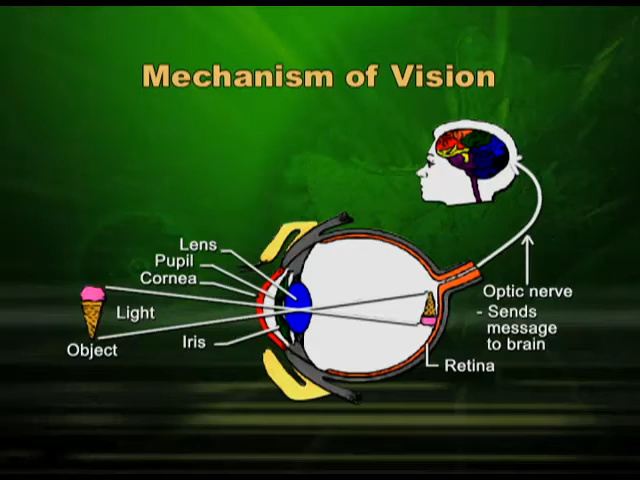 Mechanism of Vision
Lens
Pupil
Cornea
Light
Object
Iris
Optic nerve
- Sends
message
to brain
Retina